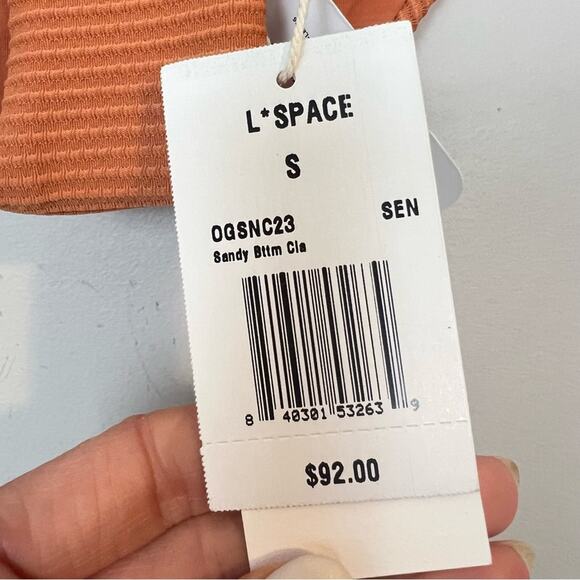 L*SPACE
S
OGSNC23 SEN
Sandy Bttm Cla
8 40301 53263 9
$92.00